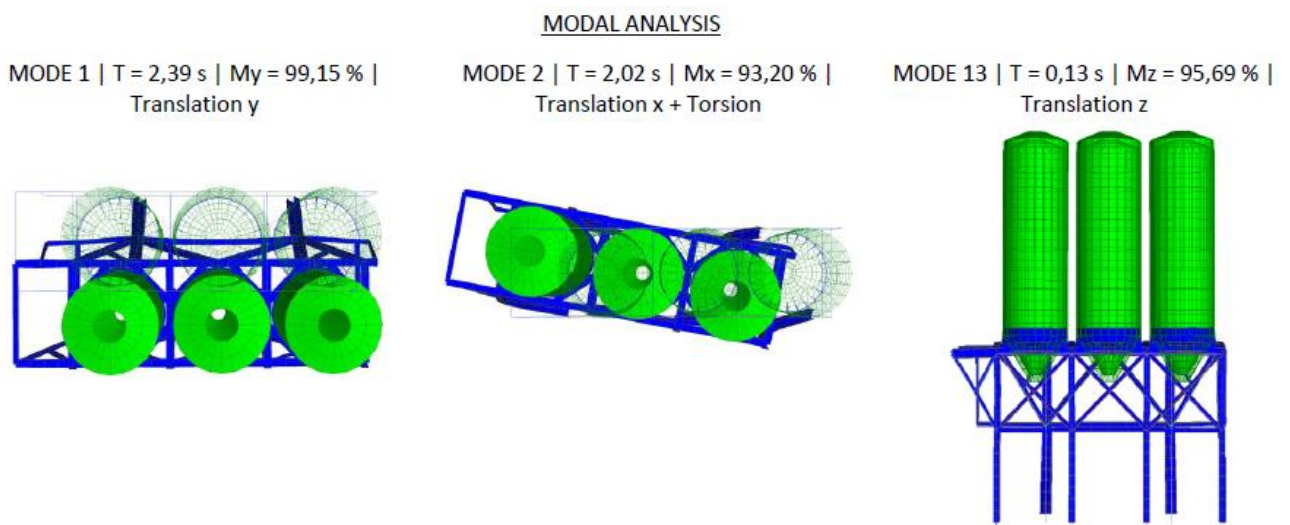 MODAL ANALYSIS
MODE 1 | T = 2,39 s | My = 99,15 % |
Translation y
MODE 2 | T = 2,02 s | Mx = 93,20 % |
Translation x + Torsion
MODE 13 | T = 0,13 s | Mz = 95,69 % |
Translation z